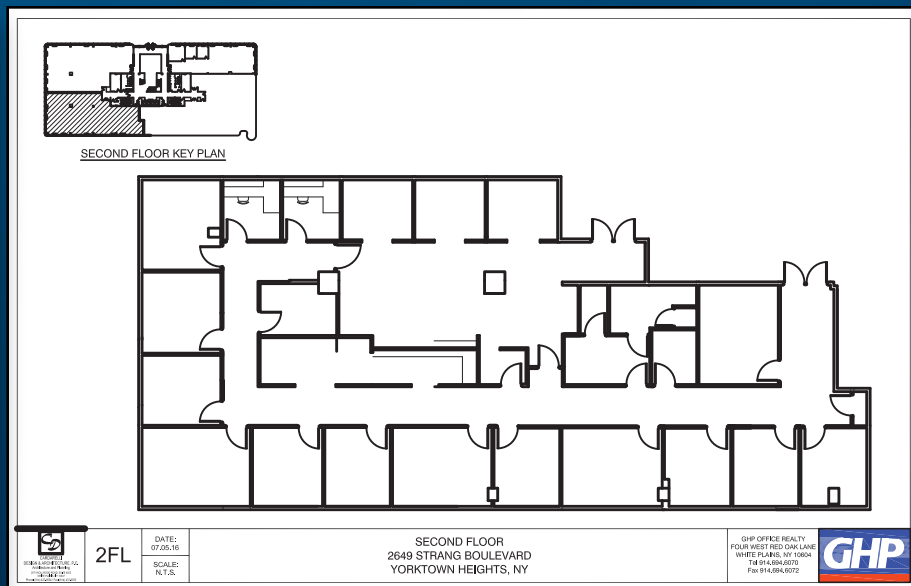 SECOND FLOOR KEY PLAN
2FL
DATE:
07.05.16
SCALE:
N.T.S.
SECOND FLOOR
2649 STRANG BOULEVARD
YORKTOWN HEIGHTS, NY
GHP OFFICE REALTY
FOUR WEST RED OAK LANE
WHITE PLAINS, NY 10604
Tel 914.694.6070
Fax 914.694.6072
GHP